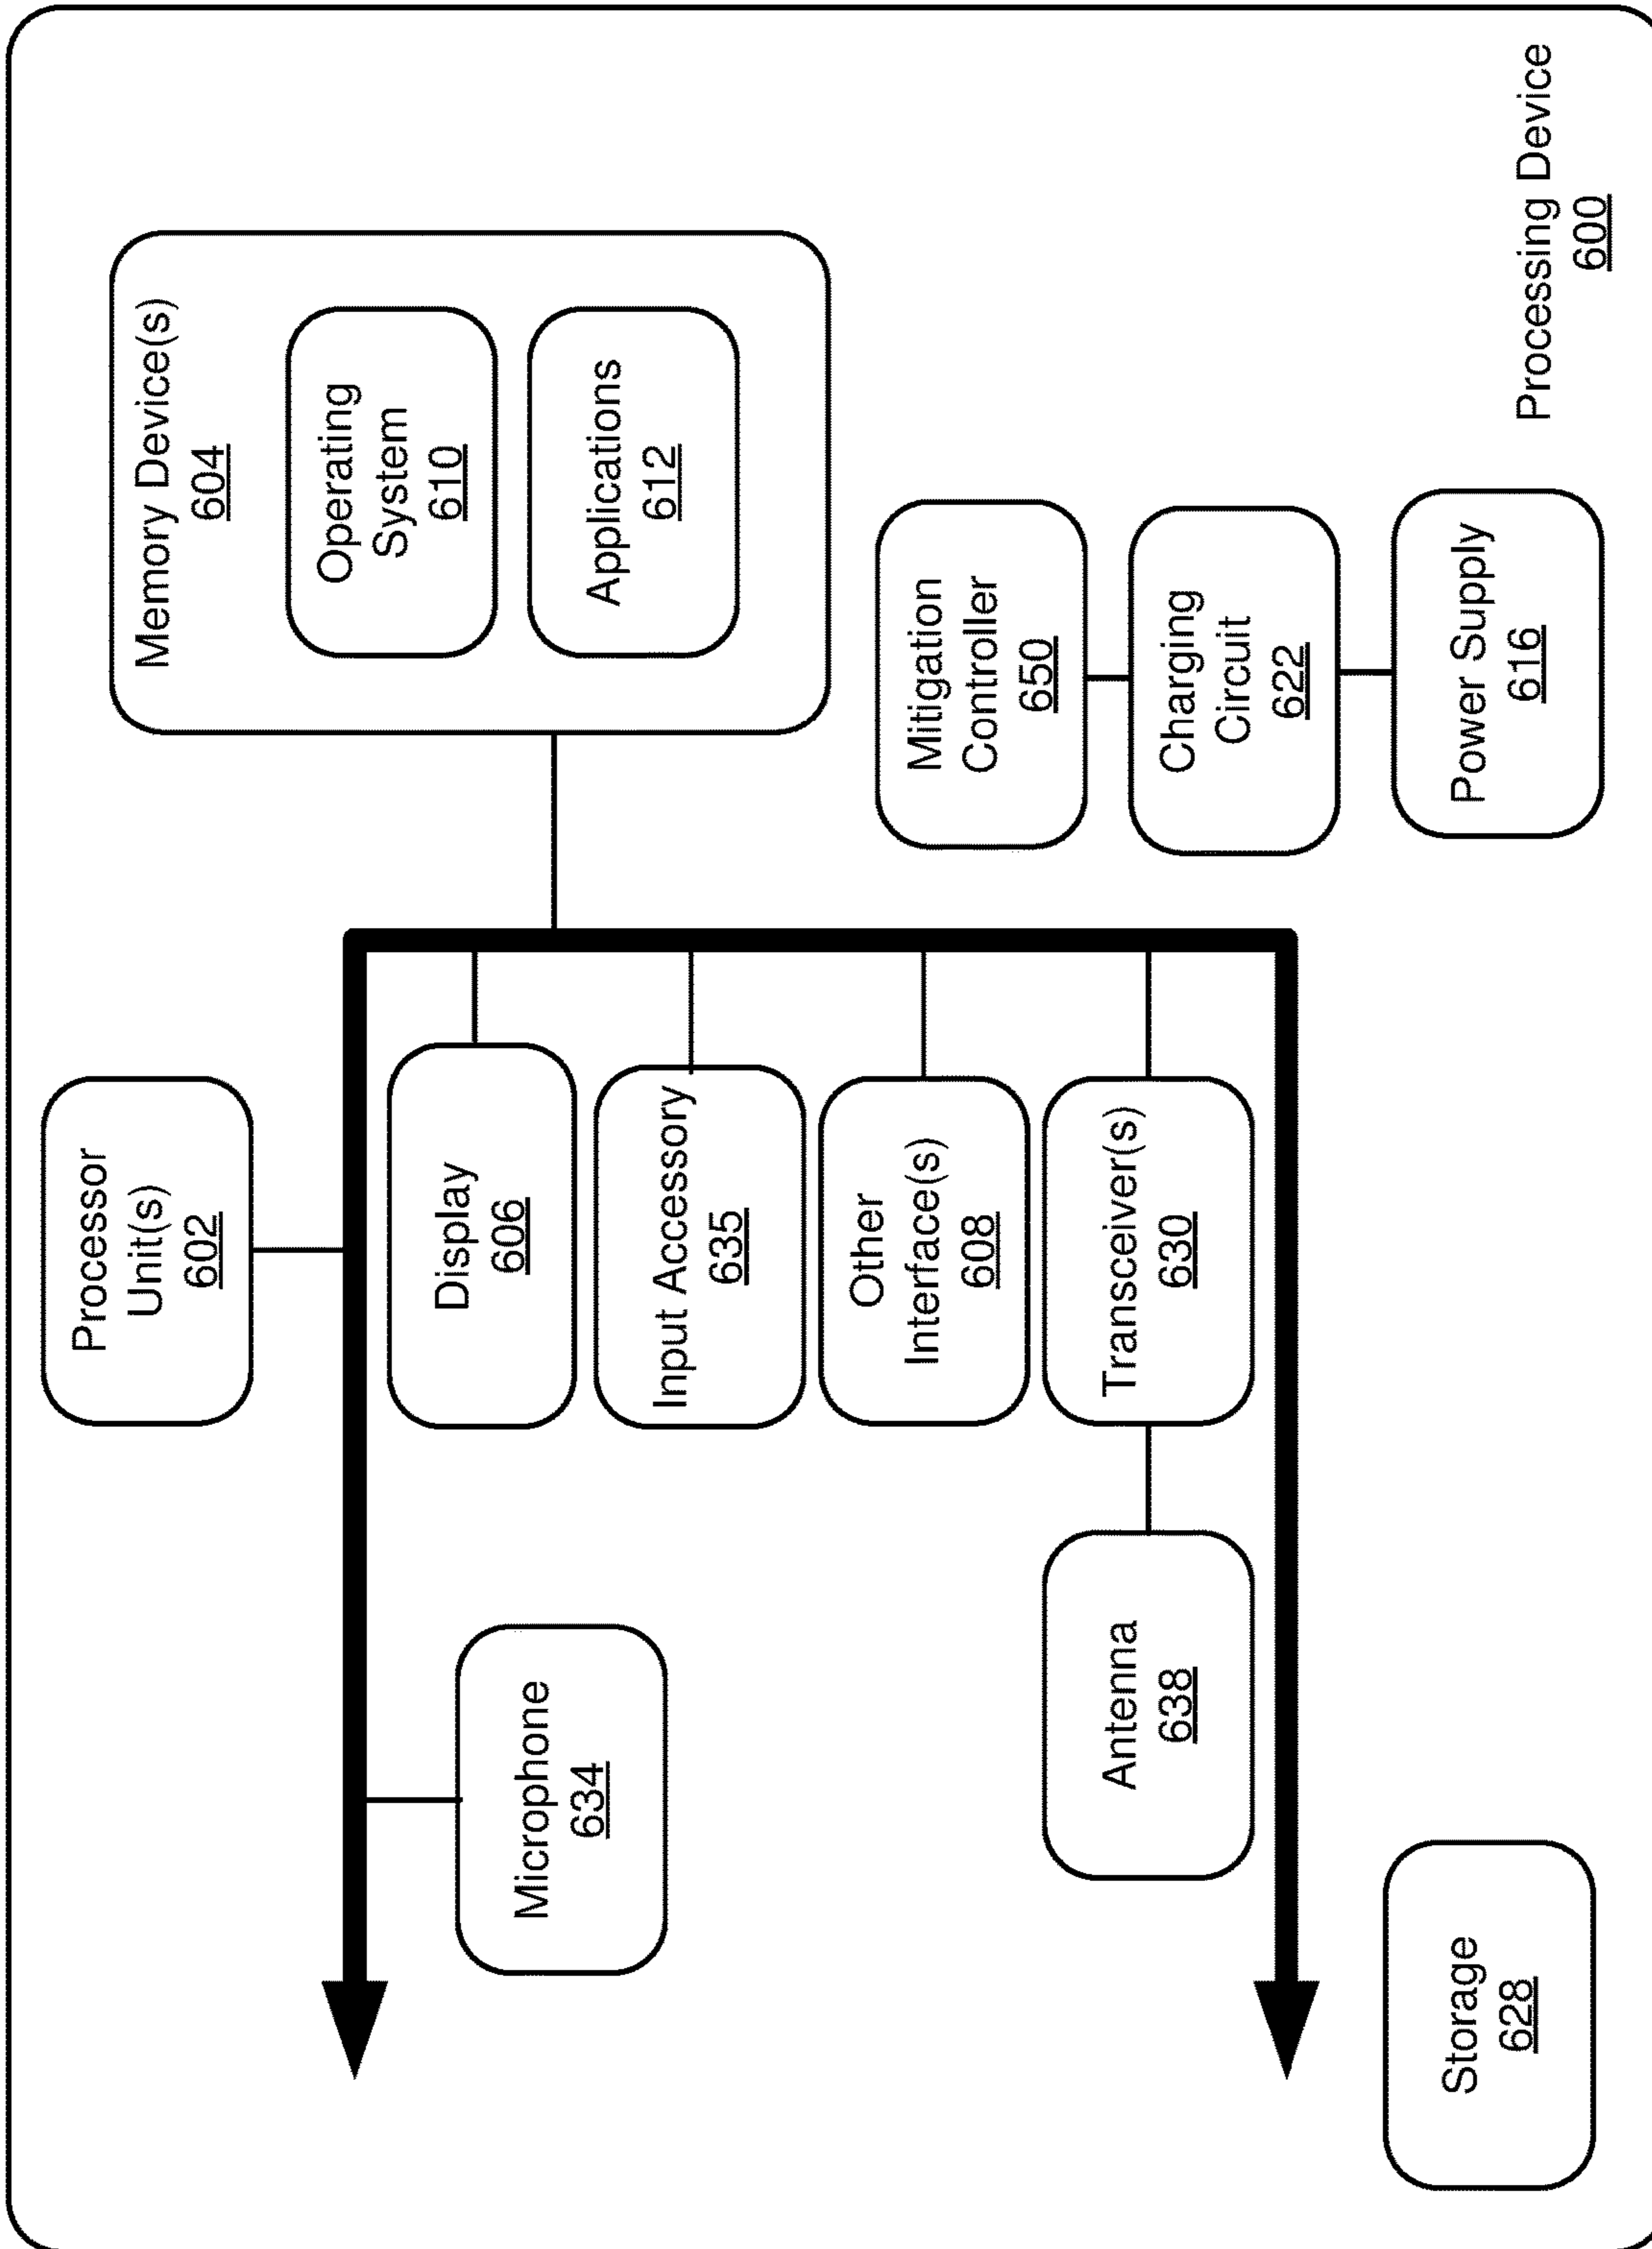 Processor
Unit(s)
602
Memory Device(s)
604
Operating
System
610
Applications
612
Microphone
634
Display
606
Input Accessory
635
Other
Interface(s)
608
Antenna
638
Transceiver(s)
630
Mitigation
Controller
650
Charging
Circuit
622
Power Supply
616
Storage
628
Processing Device
600